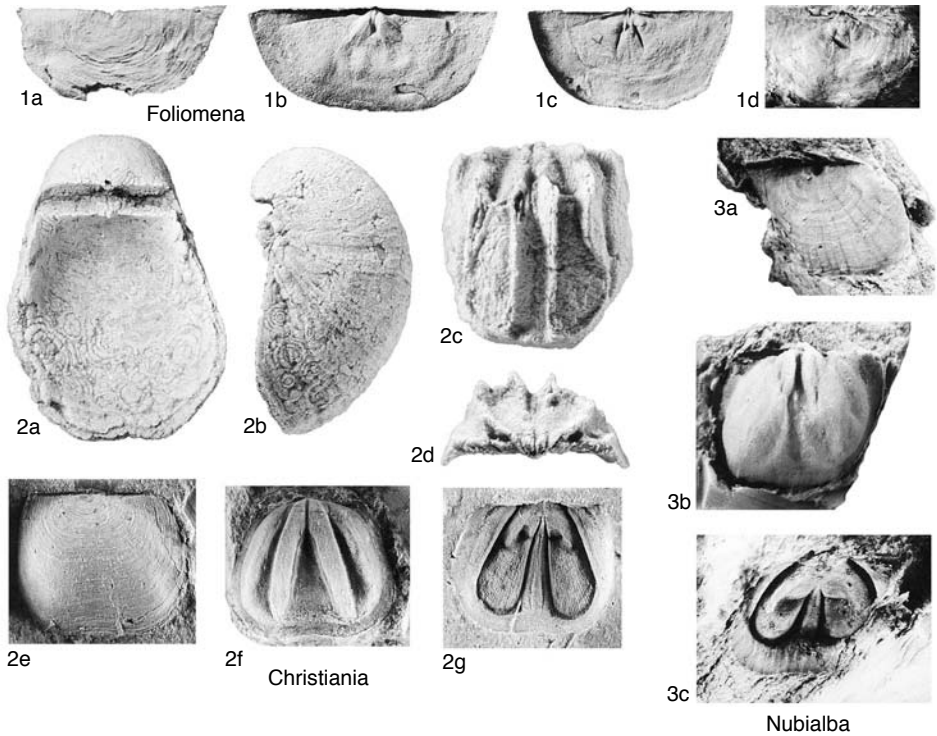 1a
1b
1c
1d
Foliomena
2a
2b
2c
2d
3a
3b
2e
2f
2g
3c
Christiania
Nubialba